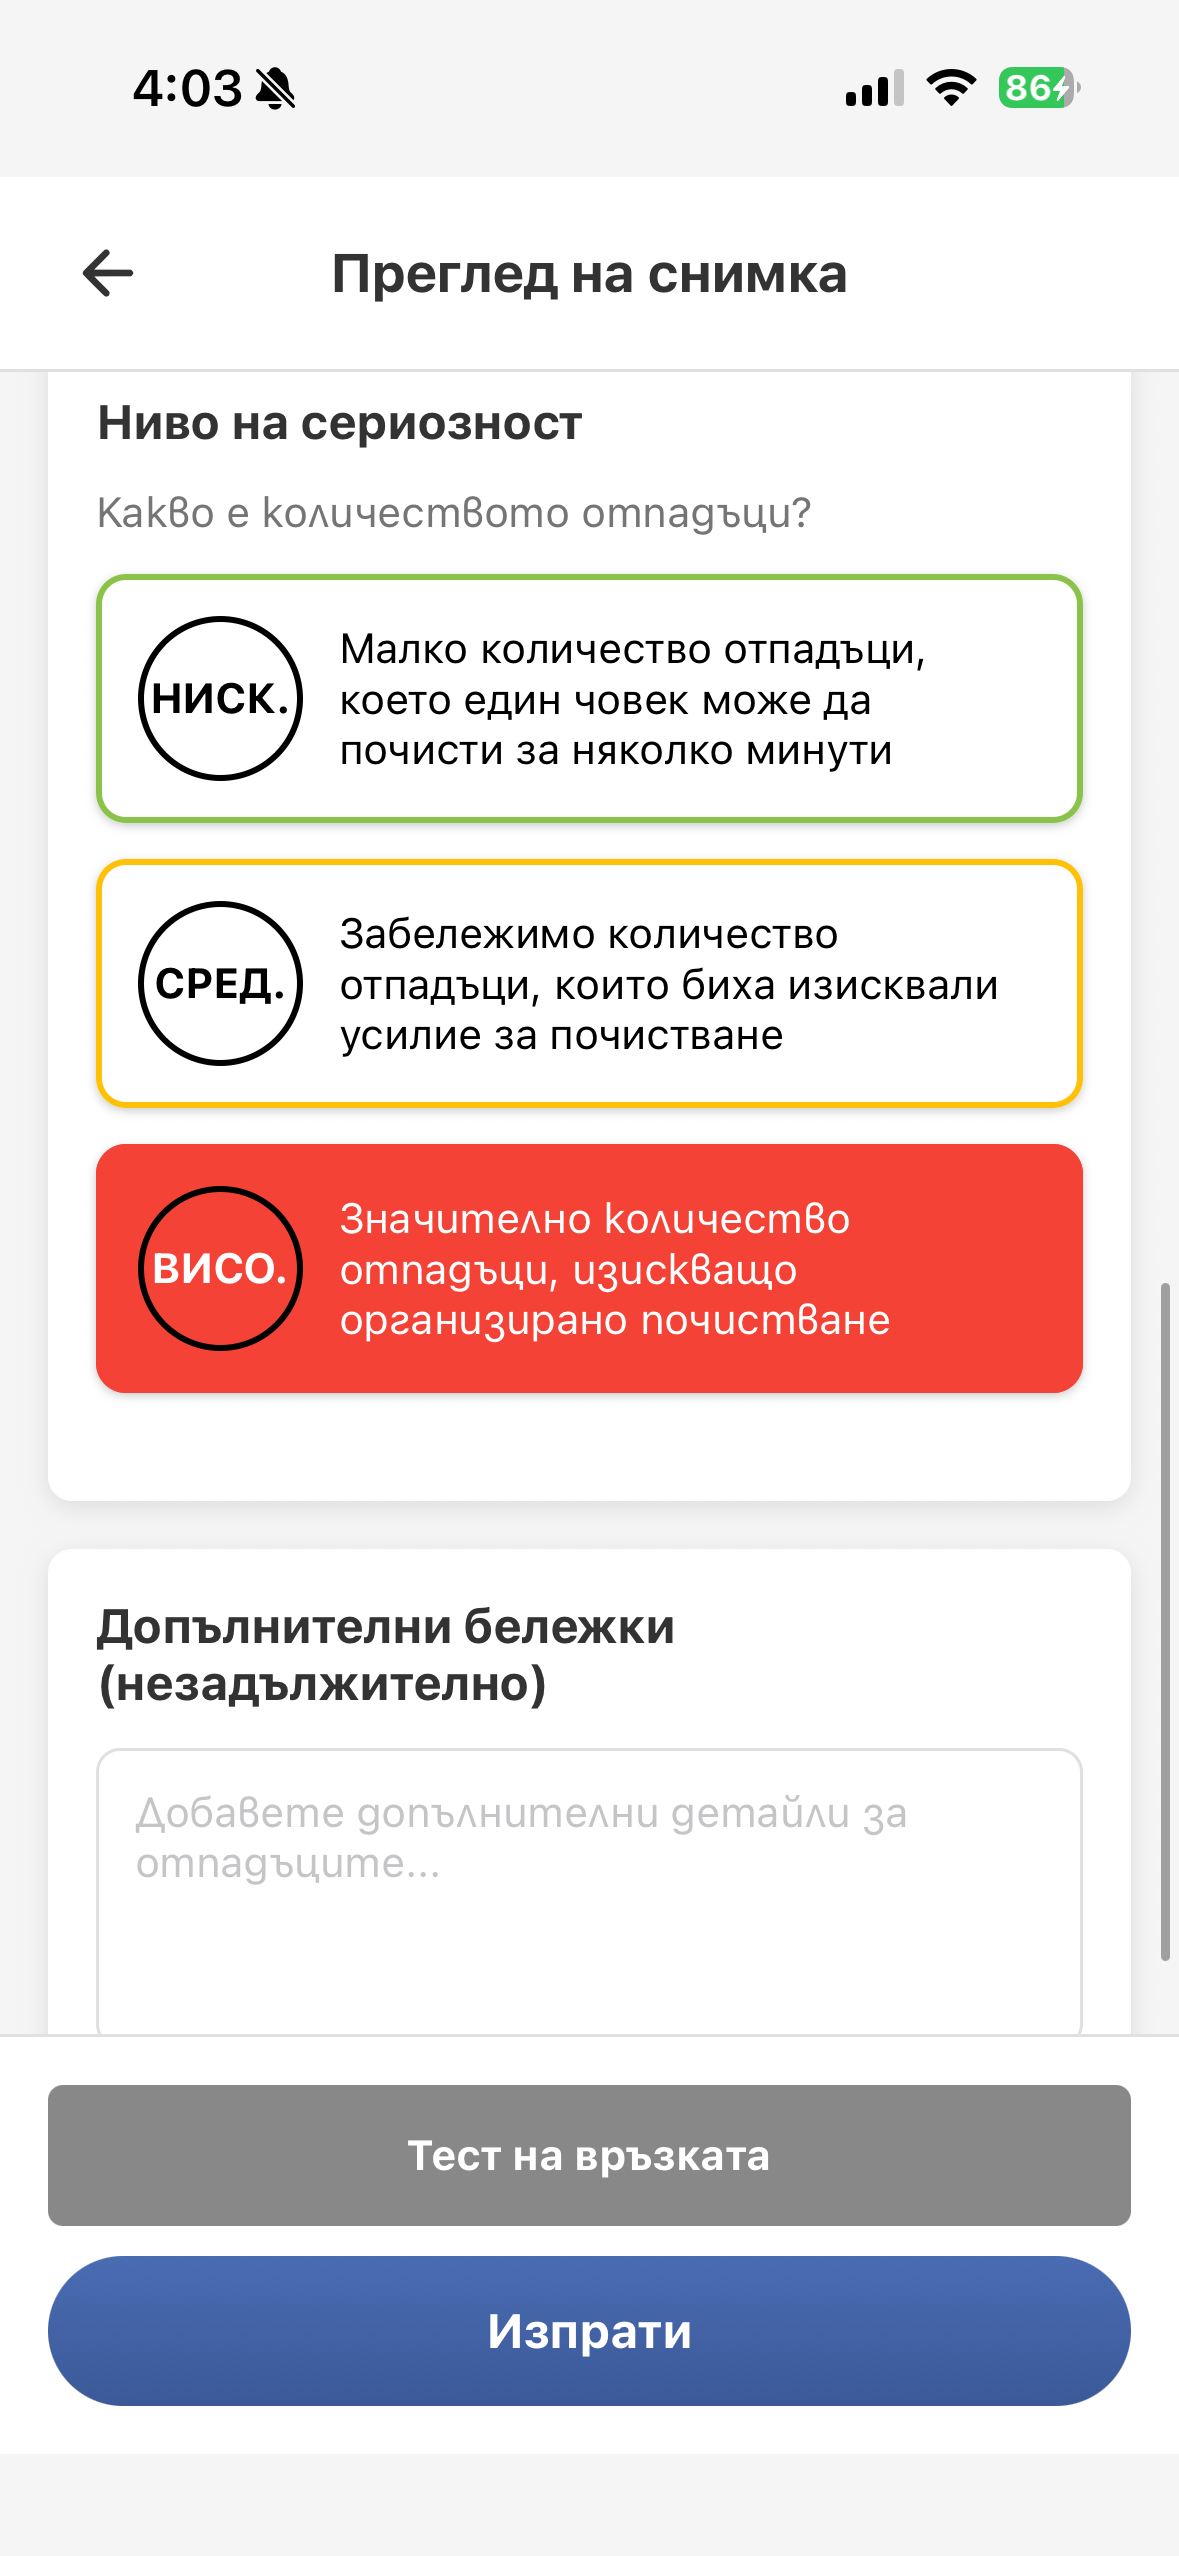 4:03
86
Преглед на снимка
Ниво на сериозност
Какво е количеството отпадъци?
НИСК.
Малко количество отпадъци,
което един човек може да
почисти за няколко минути
СРЕД.
Забележимо количество
отпадъци, които биха изисквали
усилие за почистване
ВИСО.
Значително количество
отпадъци, изискващо
организирано почистване
Допълнителни бележки
(незадължително)
Добавете допълнителни детайли за
отпадъците...
Тест на връзката
Изпрати